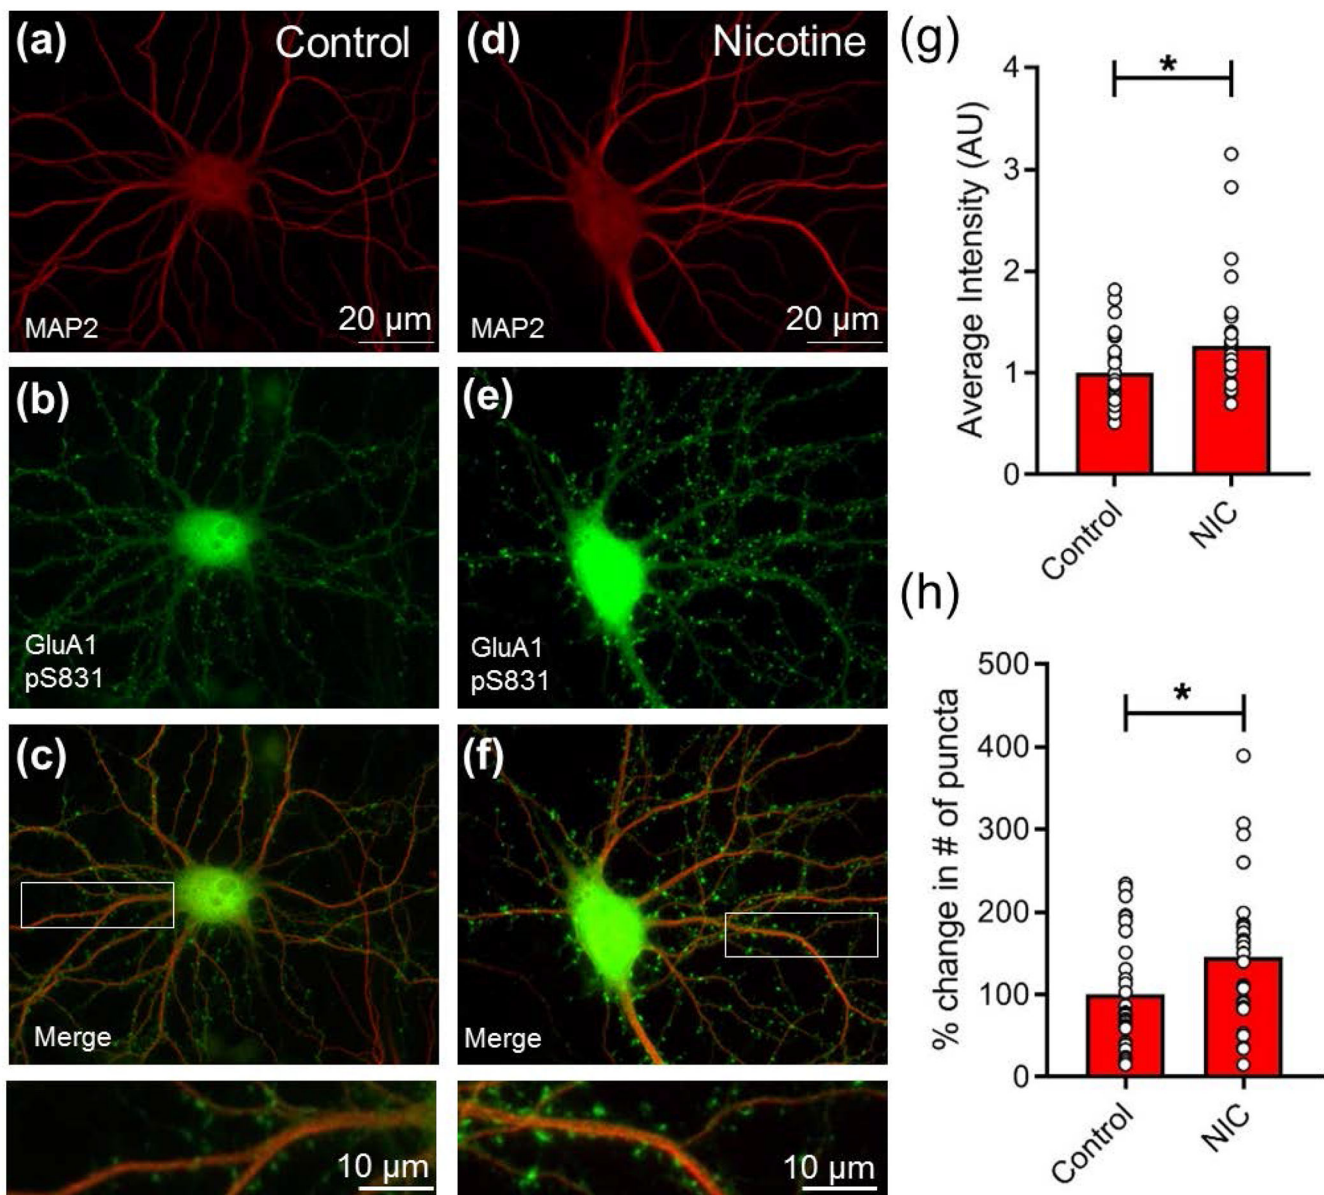 (a) Control
MAP2
20 µm
(d) Nicotine
MAP2
20 µm
(b)
GluA1
pS831
(e)
GluA1
pS831
(c)
Merge
10 µm
(f)
Merge
10 µm
(g)
*
Average Intensity (AU)
4
3
2
1
0
Control
NIC
(h)
*
% change in # of puncta
500
400
300
200
100
0
Control
NIC